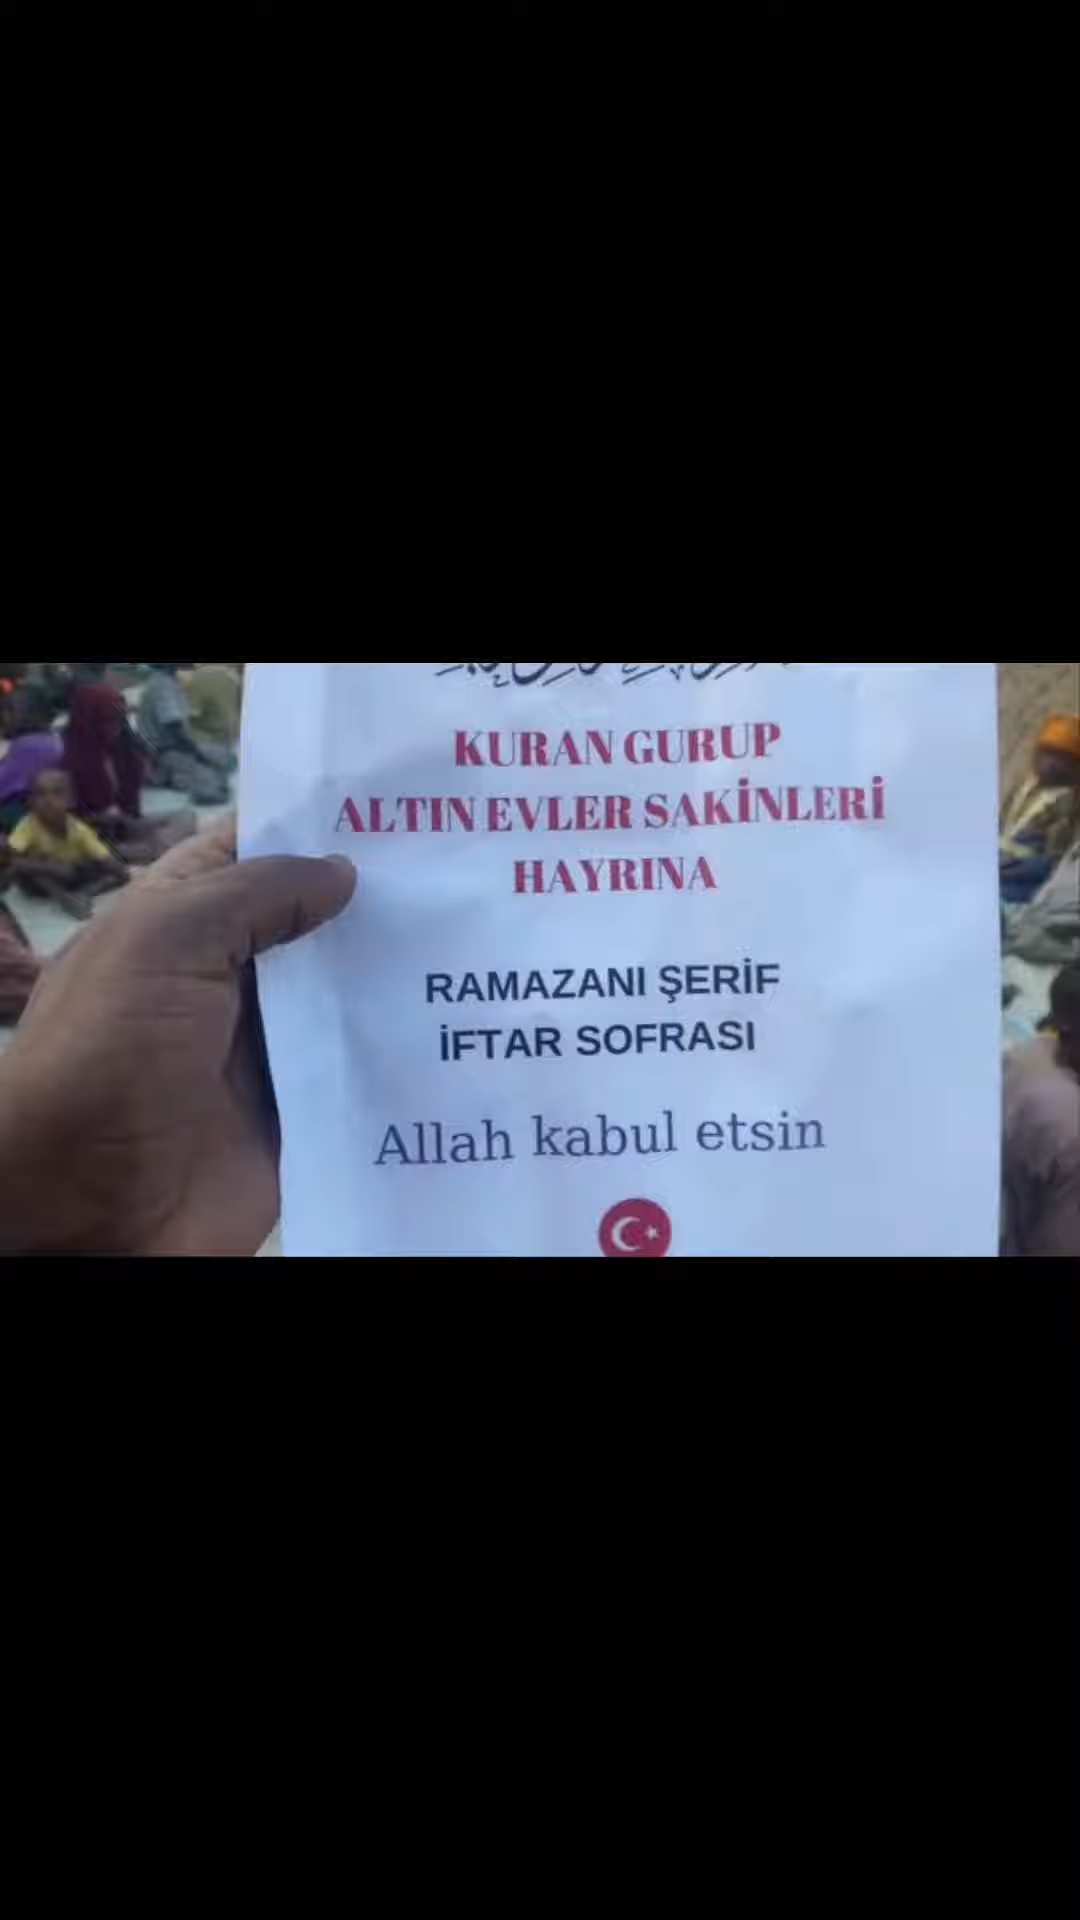 KURAN GURUP
ALTIN EVLER SAKİNLERİ
HAYRINA
RAMAZANI ŞERİF
İFTAR SOFRASI
Allah kabul etsin